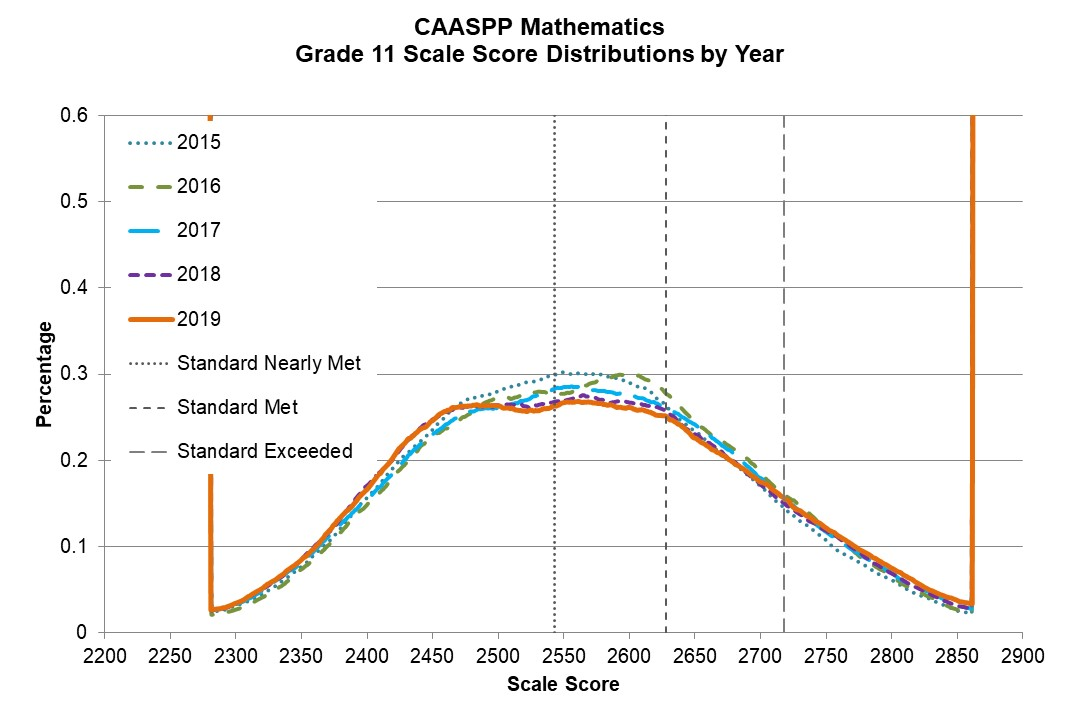 CAASPP Mathematics
Grade 11 Scale Score Distributions by Year
0.6
0.5
0.4
0.3
0.2
0.1
0
Percentage
2015
2016
2017
2018
2019
Standard Nearly Met
Standard Met
Standard Exceeded
2200 2250 2300 2350 2400 2450 2500 2550 2600 2650 2700 2750 2800 2850 2900
Scale Score